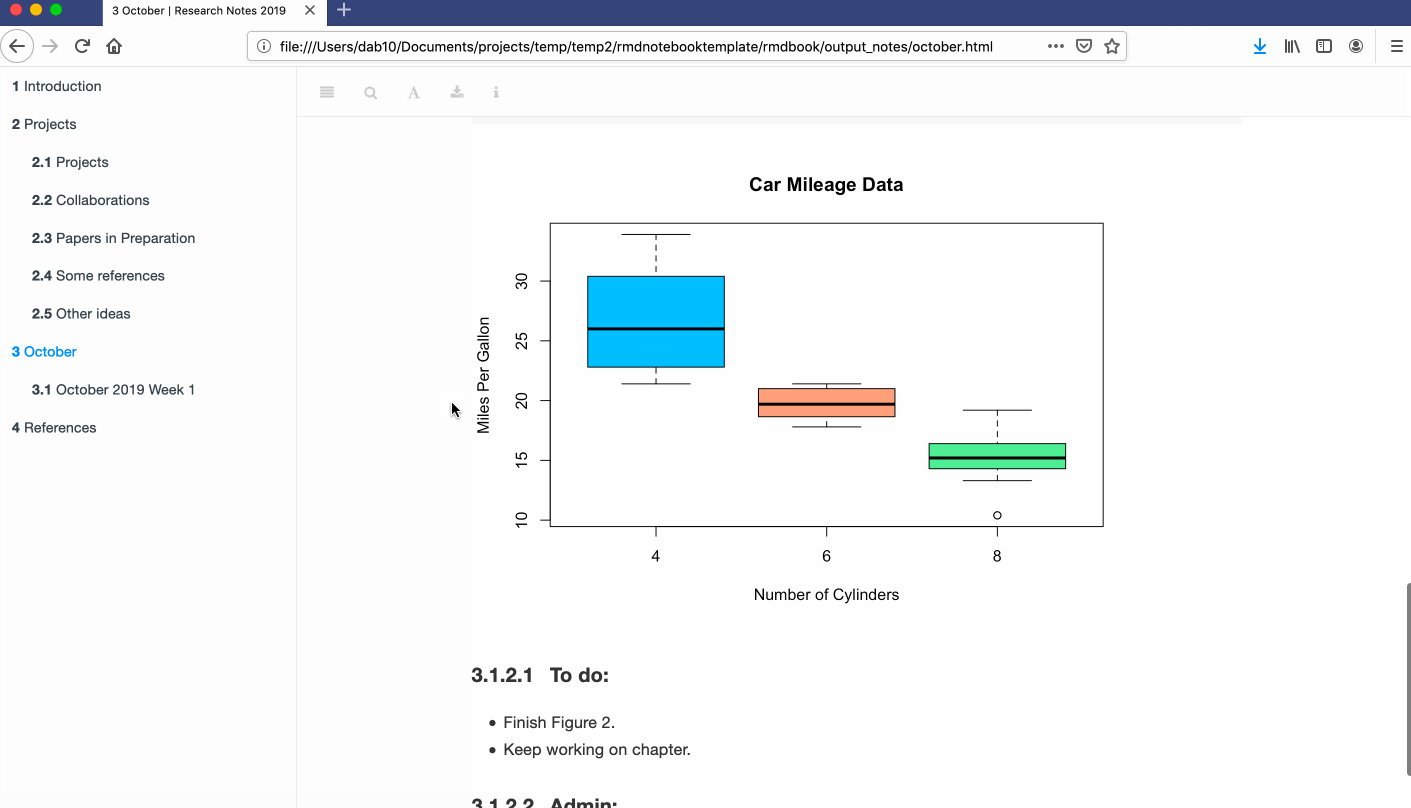 3 October | Research Notes 2019
file:///Users/dab10/Documents/projects/temp/temp2/rmdnotebooktemplate/rmdbook/output_notes/october.html
1 Introduction
2 Projects
2.1 Projects
2.2 Collaborations
2.3 Papers in Preparation
2.4 Some references
2.5 Other ideas
3 October
3.1 October 2019 Week 1
4 References
A
i
Car Mileage Data
Miles Per Gallon
30
25
20
15
10
4 6 8
Number of Cylinders
3.1.2.1 To do:
• Finish Figure 2.
• Keep working on chapter.
3.1.2.2 Admin: